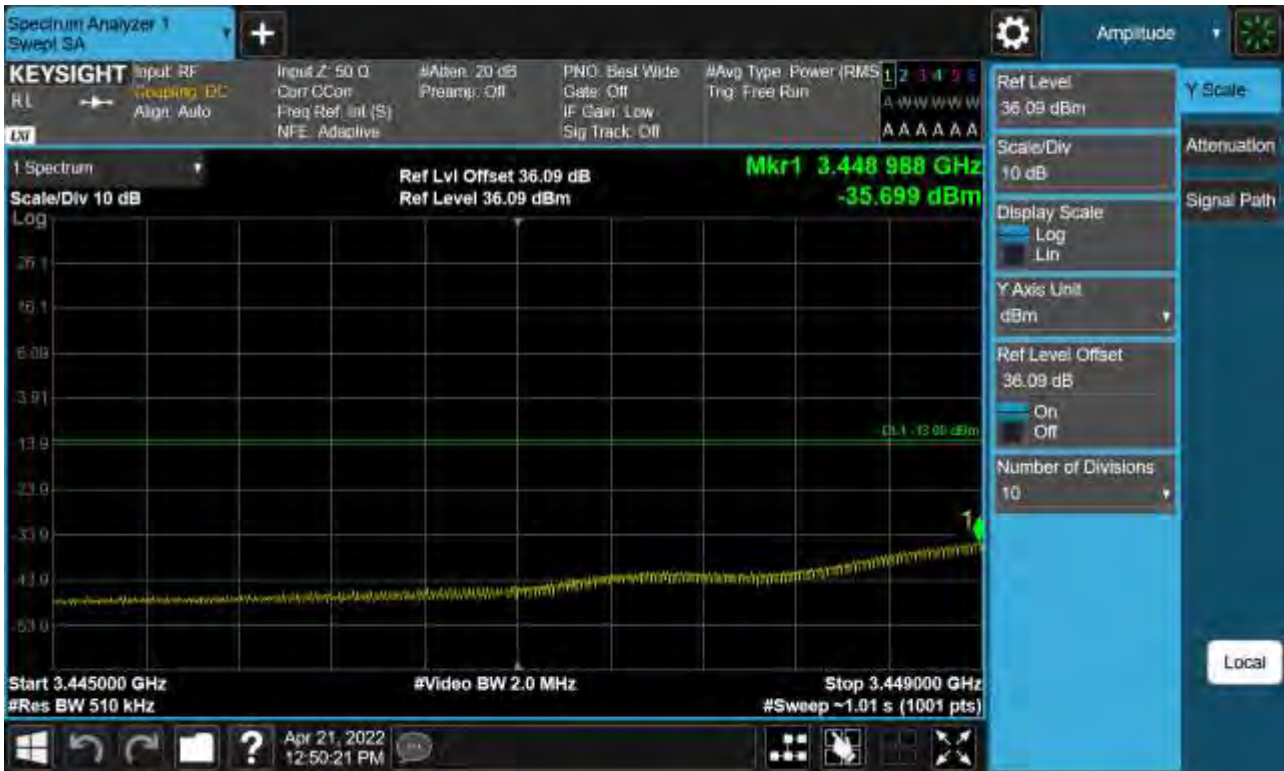 Spectrum Analyzer 1
Swept SA
+
Amplitude
KEYSIGHT
RL
LXI
Input: RF
Coupling: DC
Align: Auto
Input Z: 50 Ω
Corr CCorr
Freq Ref: Int (S)
NFE: Adaptive
#Atten: 20 dB
Preamp: Off
PNO: Best Wide
Gate: Off
IF Gain: Low
Sig Track: Off
#Avg Type: Power (RMS
Trig: Free Run
1 2 3 4 5 6
A W W W W W
A A A A A A
1 Spectrum
Scale/Div 10 dB
Ref Lvl Offset 36.09 dB
Ref Level 36.09 dBm
Mkr1 3.448 988 GHz
-35.699 dBm
Log
26.1
16.1
6.09
-3.91
-13.9
-23.9
-33.9
-43.9
-53.9
DL1 -13.00 dBm
1
Start 3.445000 GHz
#Res BW 510 kHz
#Video BW 2.0 MHz
Stop 3.449000 GHz
#Sweep ~1.01 s (1001 pts)
Ref Level
36.09 dBm
Scale/Div
10 dB
Display Scale
Log
Lin
Y Axis Unit
dBm
Ref Level Offset
36.09 dB
On
Off
Number of Divisions
10
Y Scale
Attenuation
Signal Path
Local
?
Apr 21, 2022
12:50:21 PM